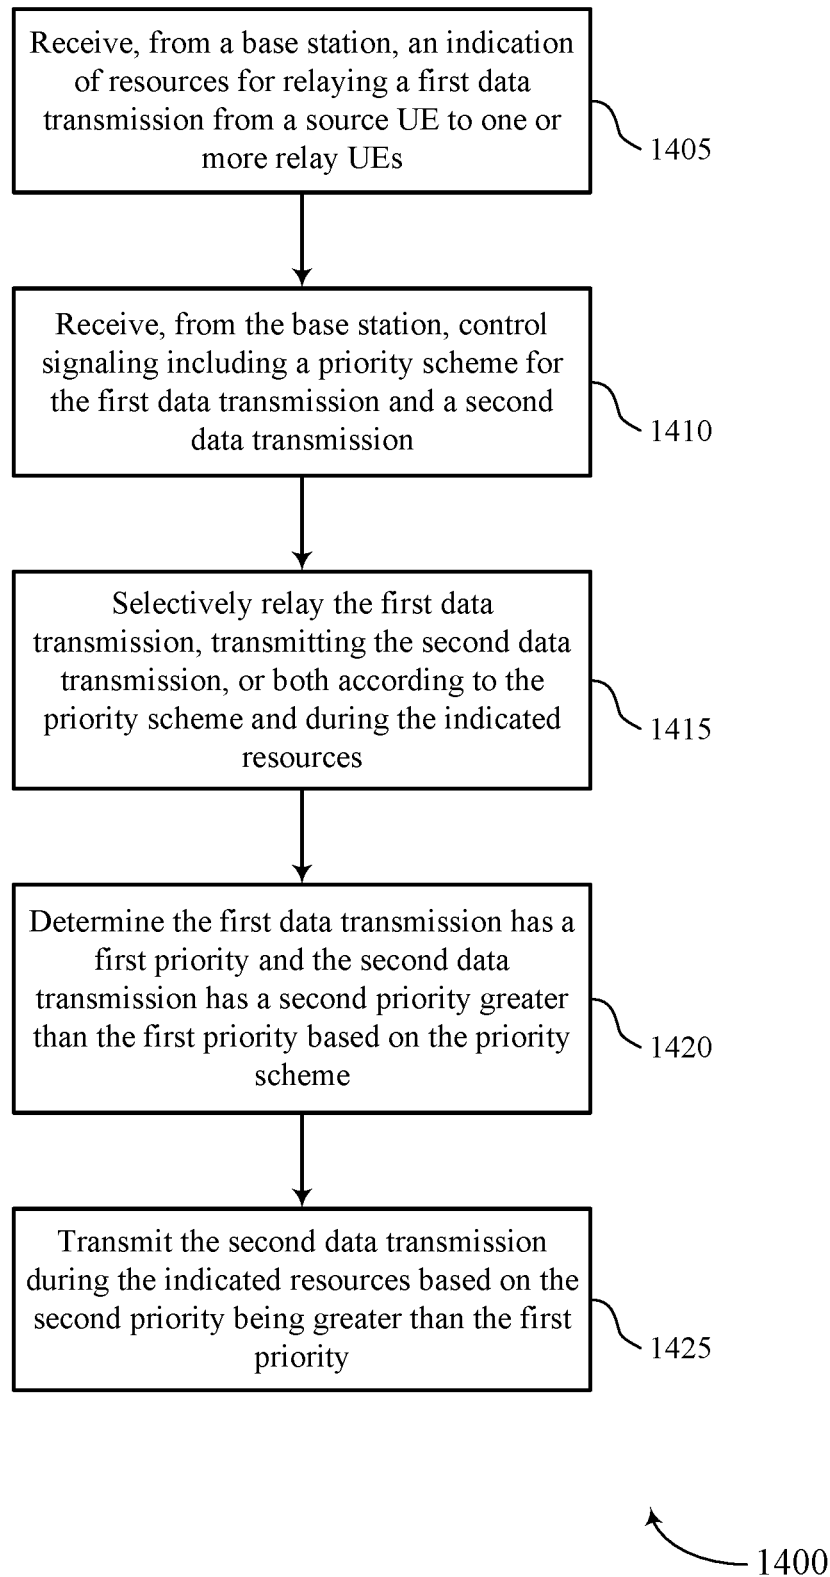 Receive, from a base station, an indication
of resources for relaying a first data
transmission from a source UE to one or
more relay UEs
1405
Receive, from the base station, control
signaling including a priority scheme for
the first data transmission and a second
data transmission
1410
Selectively relay the first data
transmission, transmitting the second data
transmission, or both according to the
priority scheme and during the indicated
resources
1415
Determine the first data transmission has a
first priority and the second data
transmission has a second priority greater
than the first priority based on the priority
scheme
1420
Transmit the second data transmission
during the indicated resources based on the
second priority being greater than the first
priority
1425
1400